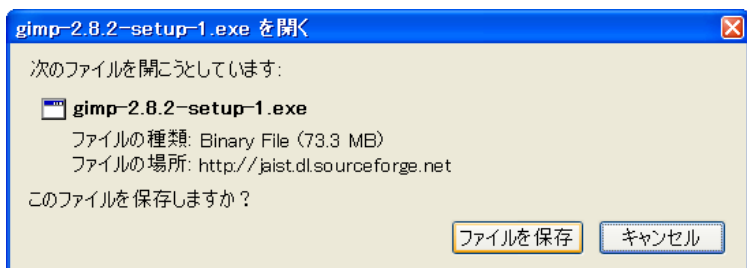 gimp-2.8.2-setup-1.exe を開く
次のファイルを開こうとしています:
gimp-2.8.2-setup-1.exe
ファイルの種類: Binary File (73.3 MB)
ファイルの場所: http://jaist.dl.sourceforge.net
このファイルを保存しますか?
ファイルを保存 キャンセル